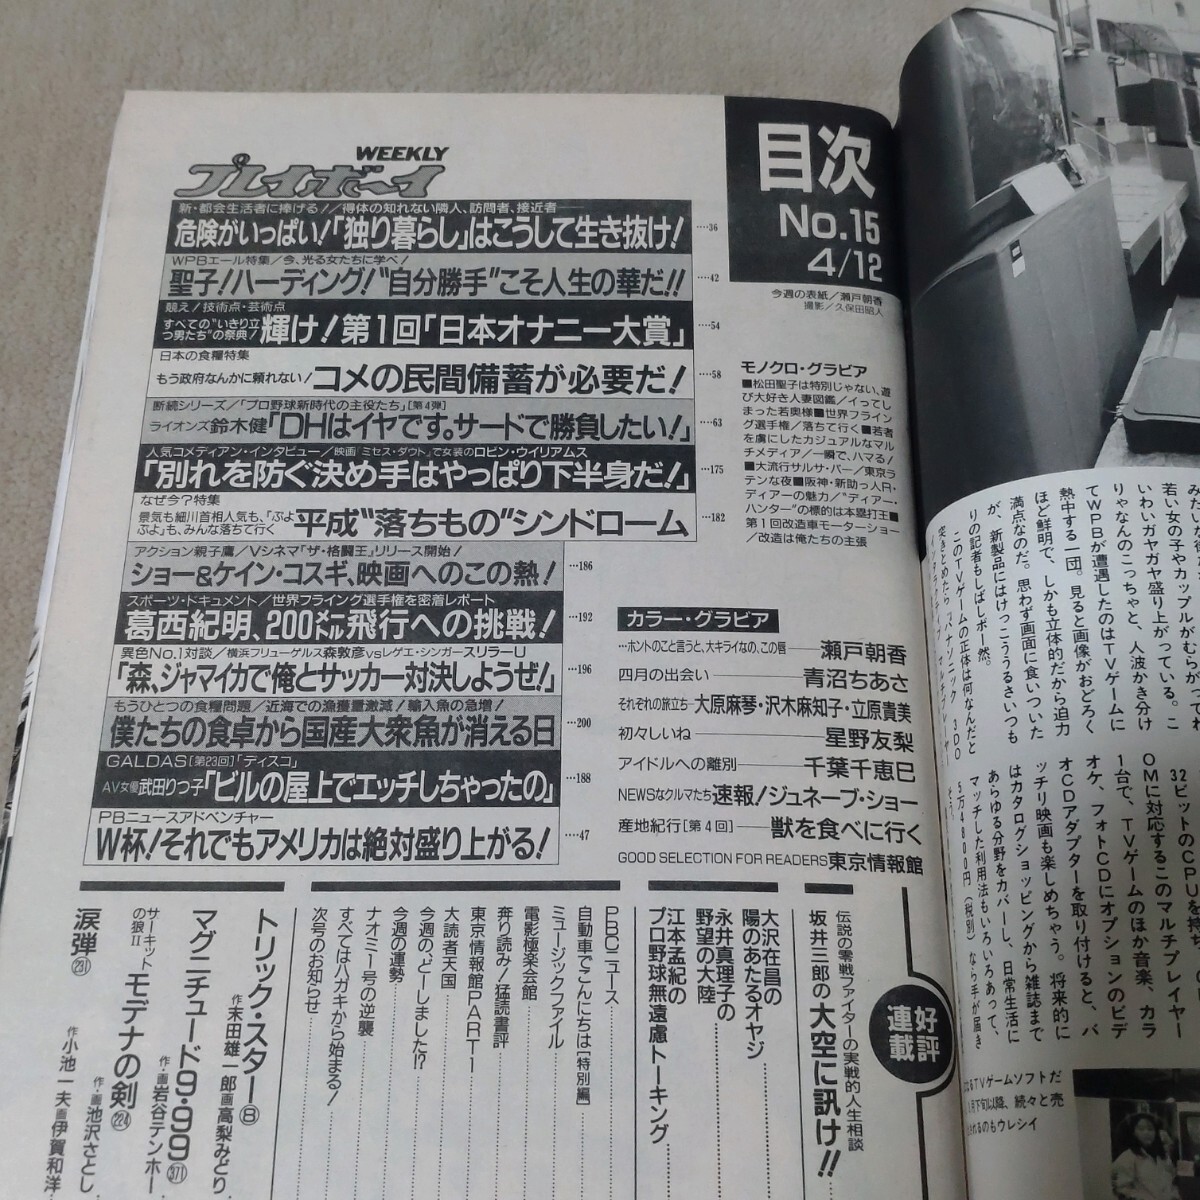 WEEKLY
プレイボーイ
目次
No.15
4/12
今週の表紙／瀬戸朝香
撮影／久保田昭人
新・都会生活者に捧げる!／得体の知れない隣人、訪問者、接近者
危険がいっぱい!「独り暮らし」はこうして生き抜け! ····36
WPBエール特集／今、光る女たちに学べ!
聖子!ハーディング!“自分勝手”こそ人生の華だ!! ····42
競え!技術点・芸術点
すべての“いきり立つ男たち”の祭典!
輝け!第1回「日本オナニー大賞」 ····54
日本の食糧特集
もう政府なんかに頼れない!コメの民間備蓄が必要だ! ····58
断続シリーズ／「プロ野球新時代の主役たち」[第4弾]
ライオンズ鈴木健「DHはイヤです。サードで勝負したい!」 ····63
人気コメディアン・インタビュー／映画「ミセス・ダウト」で女装のロビン・ウイリアムス
「別れを防ぐ決め手はやっぱり下半身だ!」 ····175
なぜ今?特集
景気も細川首相人気も、「ぷよぷよ」も、みんな落ちて行く
平成“落ちもの”シンドローム ····182
アクション親子鷹／Vシネマ「ザ・格闘王」リリース開始!
ショー&ケイン・コスギ、映画へのこの熱! ····186
スポーツ・ドキュメント／世界フライング選手権を密着レポート
葛西紀明、200メートル飛行への挑戦! ····192
異色No.1対談／横浜フリューゲルス森敦彦vsレゲエ・シンガースリラーU
「森、ジャマイカで俺とサッカー対決しようぜ!」 ····196
もうひとつの食糧問題／近海での漁獲量激減!輸入魚の急増!
僕たちの食卓から国産大衆魚が消える日 ····200
GALDAS[第23回]「ディスコ」
AV女優武田りつ子「ビルの屋上でエッチしちゃったの」 ····188
PBニュースアドベンチャー
W杯!それでもアメリカは絶対盛り上がる! ····47
モノクロ・グラビア
■松田聖子は特別じゃない、遊
び大好き人妻図鑑／イってし
まった若奥様■世界フライン
グ選手権／落ちて行く■若者
を虜にしたカジュアルなマル
チメディア／一瞬で、ハマる!
■大流行サルサ・バー／東京ラ
テンな夜■阪神・新助っ人R・
ディアーの魅力／“ディアー・
ハンター”の標的は本塁打王■
第1回改造車モーターショー
／改造は俺たちの主張
カラー・グラビア
…ホントのこと言うと、大キライなの、この唇——瀬戸朝香
四月の出会い——青沼ちあさ
それぞれの旅立ち—大原麻琴・沢木麻知子・立原貴美
初々しいね——星野友梨
アイドルへの離別——千葉千恵巳
NEWSなクルマたち 速報!ジュネーブ・ショー
産地紀行[第4回]——獣を食べに行く
GOOD SELECTION FOR READERS 東京情報館
好評連載
伝説の零戦ファイターの実戦的人生相談
坂井三郎の大空に訊け!!
大沢在昌の
陽のあたるオヤジ
永井真理子の
野望の大陸
江本孟紀の
プロ野球無遠慮トーキング
PBCニュース
自動車でこんにちは[特別編]
ミュージックファイル
電影極楽会館
奔り読み!猛読書評
東京情報館PARTI
大読者天国
今週の、どーしました!?
今週の運勢
ナオミ一号の逆襲
すべてはハガキから始まる!
次号のお知らせ
トリック・スター⑧
作・末田雄一郎 画 高梨みどり
マグニチュード9・99(371)
作・画 岩谷テンホー
サーキットの狼II モデナの剣(224)
作・画 池沢さとし
涙弾(231)
作 小池一夫 画 伊賀和洋
若い女の子やカップルがむらがってれ
いわいガヤガヤ盛り上がっている。こ
りゃなんのこっちゃと、人波かき分け
てWPBが遭遇したのはTVゲームに
熱中する一団。見ると画像がおどろく
ほど鮮明で、しかも立体的だから迫力
満点なのだ。思わず画面に食いついた
が、新製品にはけっこううるさいつも
りの記者もしばしボー然。
このTVゲームの正体は何なんだと
32ビットのCPUを持ち
OMに対応するこのマルチプレイヤー
1台で、TVゲームのほか音楽、カラ
オケ、フォトCDにオプションのビデ
オCDアダプターを取り付けると、バ
ッチリ映画も楽しめちゃう。将来的に
はカタログショッピングから雑誌まで
あらゆる分野をカバーし、日常生活に
マッチした利用法もいろいろあって、
5万4800円（税別）なら手が届き
TVゲームソフトだ
月下旬以降、続々と売
れるのもウレシイ